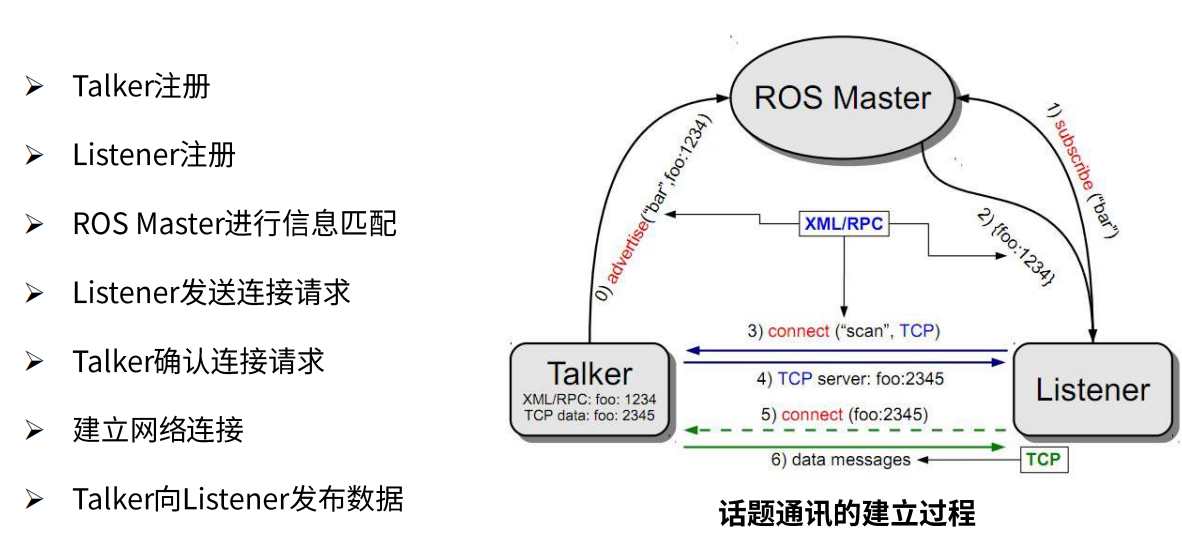 ➢ Talker注册
➢ Listener注册
➢ ROS Master进行信息匹配
➢ Listener发送连接请求
➢ Talker确认连接请求
➢ 建立网络连接
➢ Talker向Listener发布数据
ROS Master
0) advertise("bar",foo:1234)
1) subscribe ("bar")
XML/RPC
2) {foo:1234}
3) connect (“scan”, TCP)
Talker
XML/RPC: foo: 1234
TCP data: foo: 2345
4) TCP server: foo:2345
Listener
5) connect (foo:2345)
6) data messages
TCP
话题通讯的建立过程